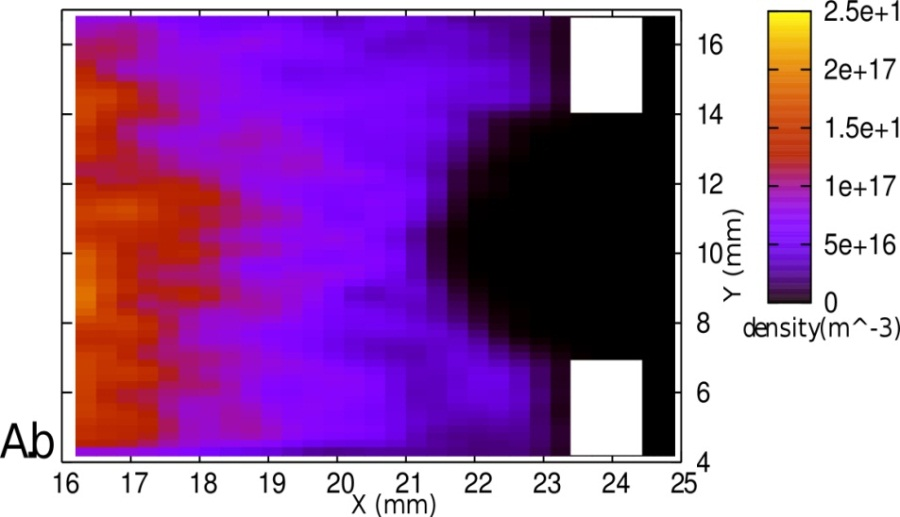 2.5e+1
2e+17
1.5e+1
1e+17
5e+16
0
density(m^-3)
16
14
12
10
8
6
4
Y (mm)
A.b
16 17 18 19 20 21 22 23 24 25
X (mm)